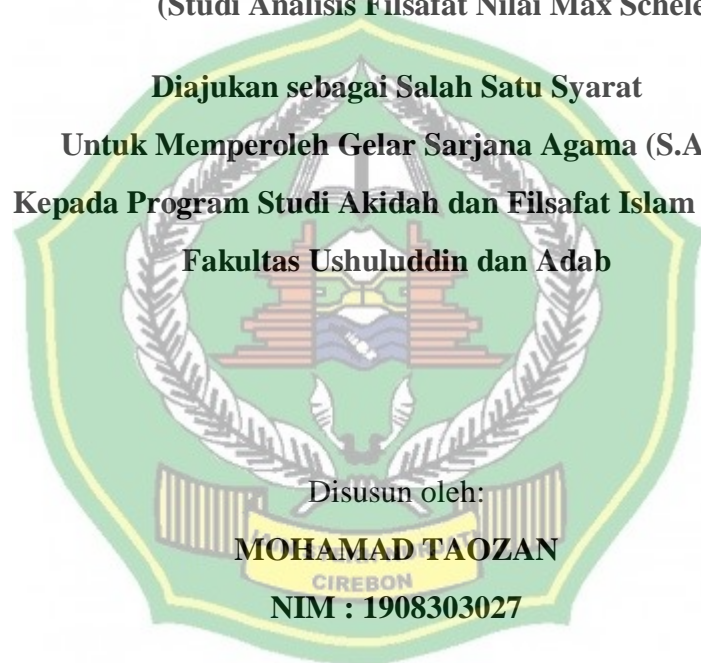 (Studi Analisis Filsafat Nilai Max Schele
Diajukan sebagai Salah Satu Syarat
Untuk Memperoleh Gelar Sarjana Agama (S.A
Kepada Program Studi Akidah dan Filsafat Islam
Fakultas Ushuluddin dan Adab
Disusun oleh:
MOHAMAD TAOZAN
CIREBON
NIM : 1908303027